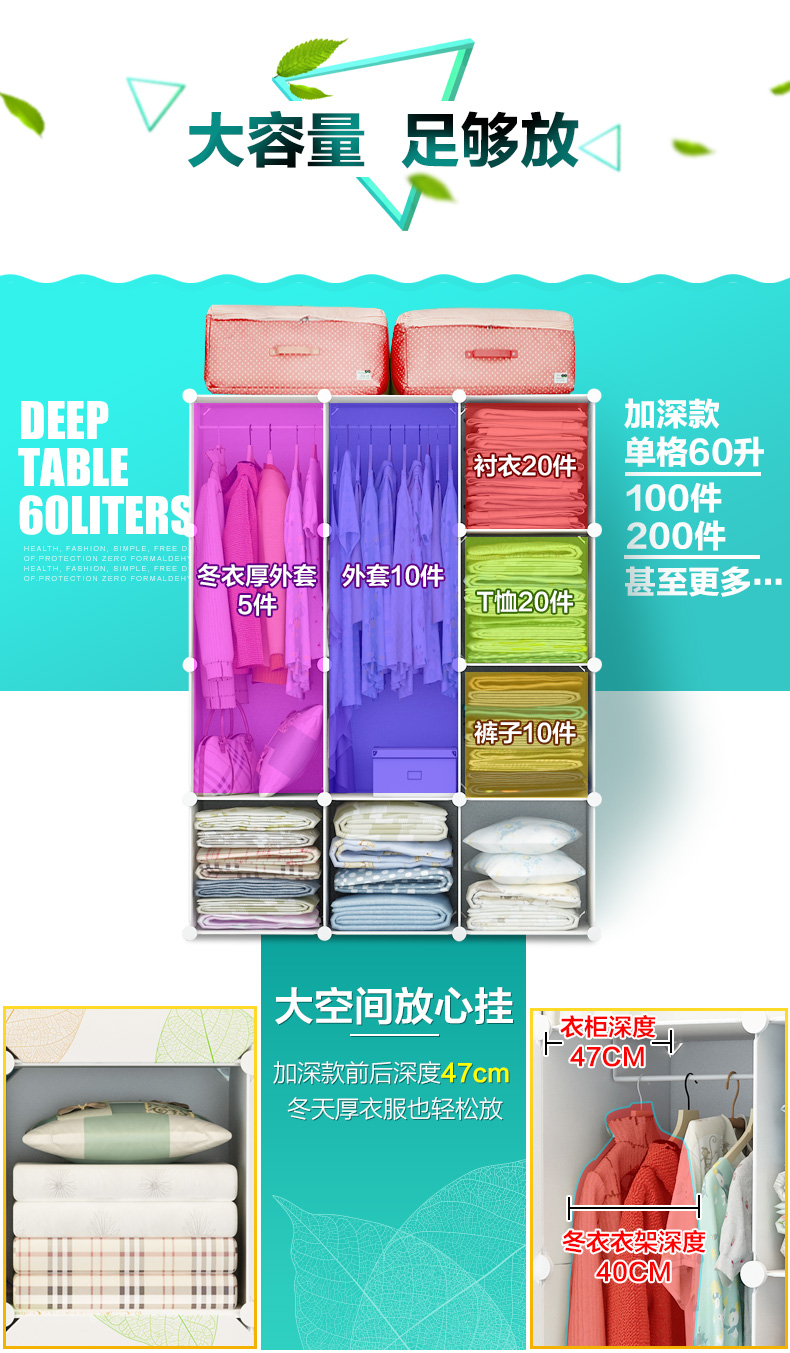 大容量 足够放
DEEP
TABLE
60LITERS
HEALTH, FASHION, SIMPLE, FREE D
OF.PROTECTION ZERO FORMALDEHY
HEALTH, FASHION, SIMPLE, FREE D
OF.PROTECTION ZERO FORMALDEHY
冬衣厚外套
5件
外套10件
衬衣20件
T恤20件
裤子10件
加深款
单格60升
100件
200件
甚至更多···
大空间放心挂
加深款前后深度47cm
冬天厚衣服也轻松放
衣柜深度
47CM
冬衣衣架深度
40CM